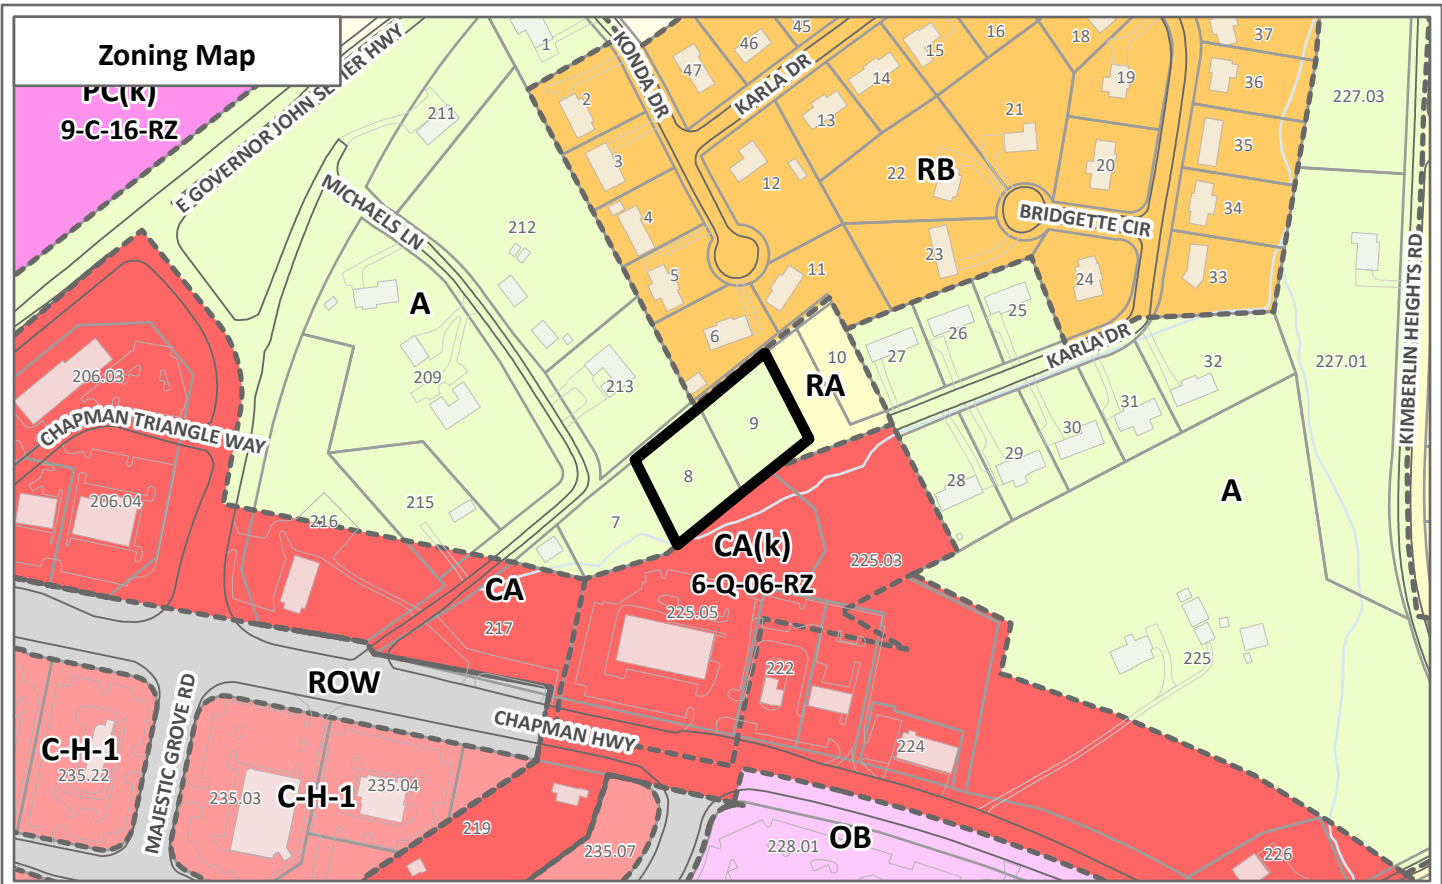 Zoning Map
PC(k)
9-C-16-RZ
E GOVERNOR JOHN SEVIER HWY
MICHAELS LN
KONDA DR
KARLA DR
RB
BRIDGETTE CIR
KARLA DR
KIMBERLIN HEIGHTS RD
A
RA
A
CHAPMAN TRIANGLE WAY
CA(k)
6-Q-06-RZ
CA
ROW
CHAPMAN HWY
MAJESTIC GROVE RD
C-H-1
C-H-1
OB
1
2
3
4
5
6
7
8
9
10
11
12
13
14
15
16
18
19
20
21
22
23
24
25
26
27
28
29
30
31
32
33
34
35
36
37
45
46
47
206.03
206.04
209
211
212
213
215
216
217
219
222
224
225
225.03
225.05
226
227.01
227.03
228.01
235.03
235.04
235.07
235.22